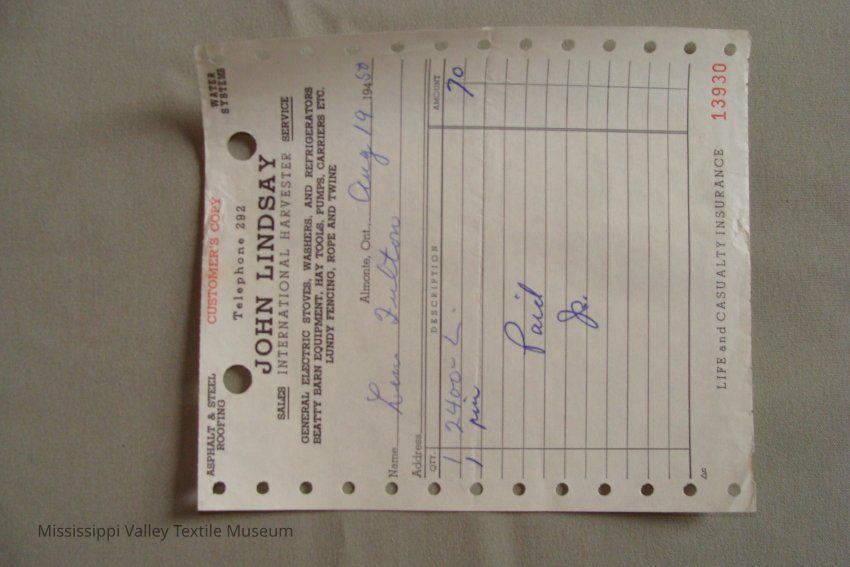 CUSTOMER'S COPY
ASPHALT & STEEL ROOFING
Telephone 292
WATER SYSTEMS
JOHN LINDSAY
SALES INTERNATIONAL HARVESTER SERVICE
GENERAL ELECTRIC STOVES, WASHERS, AND REFRIGERATORS
BEATTY BARN EQUIPMENT, HAY TOOLS, PUMPS, CARRIERS ETC.
LUNDY FENCING, ROPE AND TWINE
Almonte, Ont. Aug 19 19450
Name Lem Fulton
Address
QTY. DESCRIPTION AMOUNT
1 2400-L. 70
1 pin
Paid
LIFE and CASUALTY INSURANCE 13930
Mississippi Valley Textile Museum